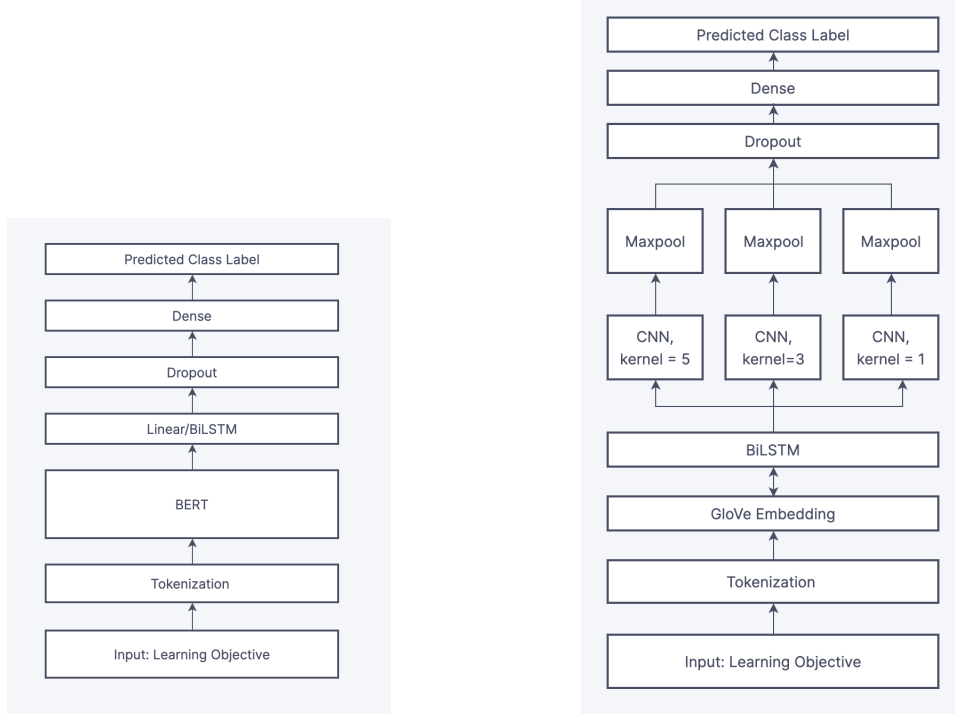 Predicted Class Label
Dense
Dropout
Linear/BiLSTM
BERT
Tokenization
Input: Learning Objective
Predicted Class Label
Dense
Dropout
Maxpool
Maxpool
Maxpool
CNN,
kernel = 5
CNN,
kernel=3
CNN,
kernel = 1
BiLSTM
GloVe Embedding
Tokenization
Input: Learning Objective